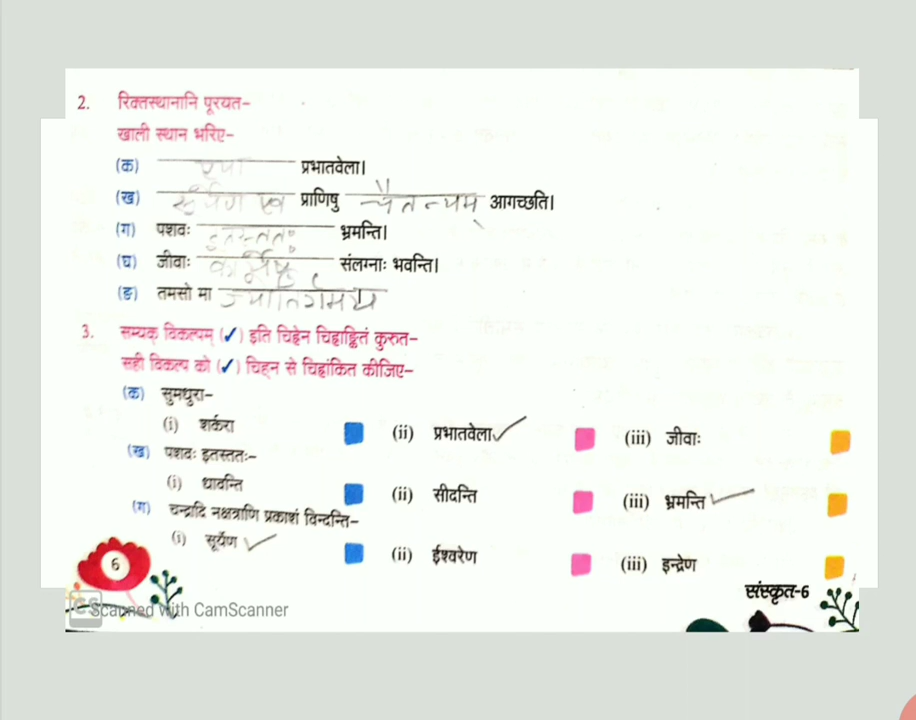 2. रिक्तस्थानानि पूरयत-
खाली स्थान भरिए-
(क) एषा प्रभातवेला।
(ख) सूर्येण एव प्राणिषु चैतन्यम् आगच्छति।
(ग) पशवः इतस्ततः भ्रमन्ति।
(घ) जीवाः कार्येषु संलग्नाः भवन्ति।
(ङ) तमसो मा ज्योतिर्गमय
3. सम्यक् विकल्पम् (✓) इति चिह्नेन चिह्नाङ्कितं कुरुत-
सही विकल्प को (✓) चिह्न से चिह्नांकित कीजिए-
(क) सुमधुरा-
(i) शर्करा (ii) प्रभातवेला ✓ (iii) जीवाः
(ख) पशवः इतस्ततः-
(i) धावन्ति (ii) सीदन्ति (iii) भ्रमन्ति ✓
(ग) चन्द्रादि नक्षत्राणि प्रकाशं विन्दन्ति-
(i) सूर्येण ✓ (ii) ईश्वरेण (iii) इन्द्रेण
6
संस्कृत-6
CS Scanned with CamScanner